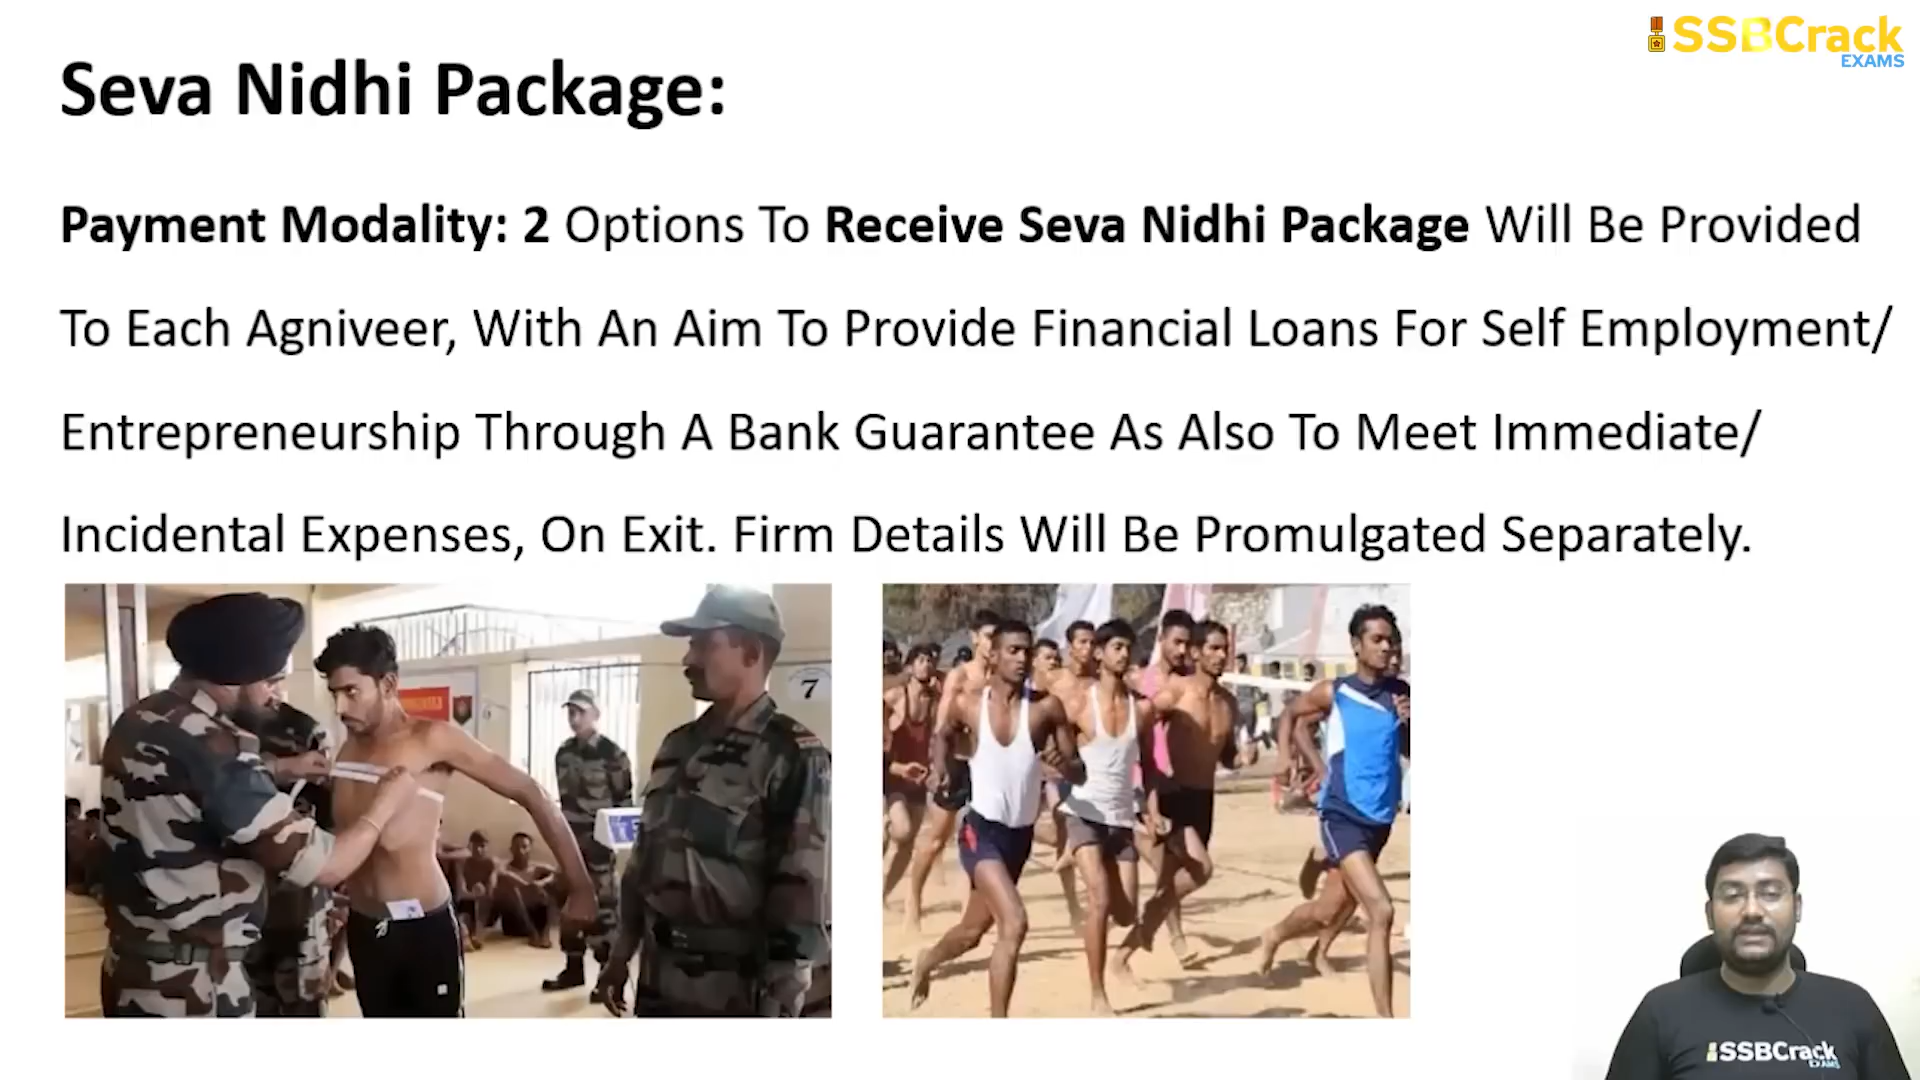 SSBCrack
EXAMS
Seva Nidhi Package:
Payment Modality: 2 Options To Receive Seva Nidhi Package Will Be Provided
To Each Agniveer, With An Aim To Provide Financial Loans For Self Employment/
Entrepreneurship Through A Bank Guarantee As Also To Meet Immediate/
Incidental Expenses, On Exit. Firm Details Will Be Promulgated Separately.
7
SSBCrack
EXAMS